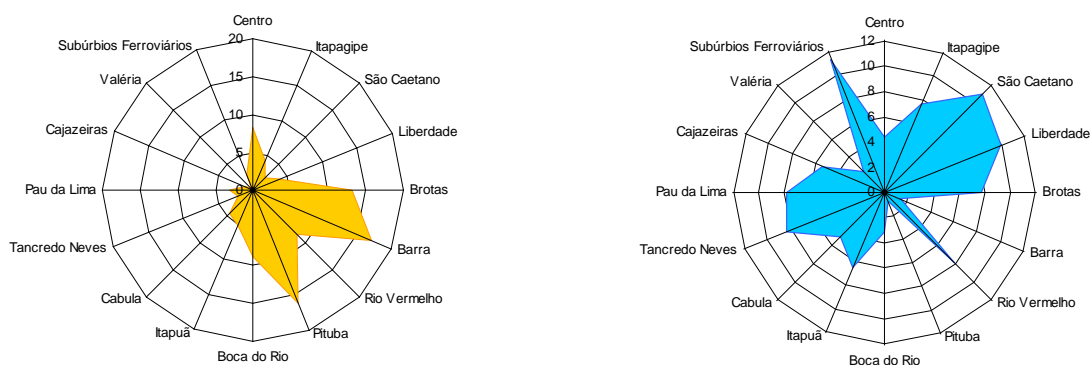 Centro
20
Subúrbios Ferroviários
Itapagipe
Valéria
15
São Caetano
Cajazeiras
10
Liberdade
5
Pau da Lima
0
Brotas
Tancredo Neves
Barra
Cabula
Rio Vermelho
Itapuã
Pituba
Boca do Rio
Centro
12
Subúrbios Ferroviários
Itapagipe
10
Valéria
São Caetano
8
Cajazeiras
6
Liberdade
4
2
Pau da Lima
0
Brotas
Tancredo Neves
Barra
Cabula
Rio Vermelho
Itapuã
Pituba
Boca do Rio